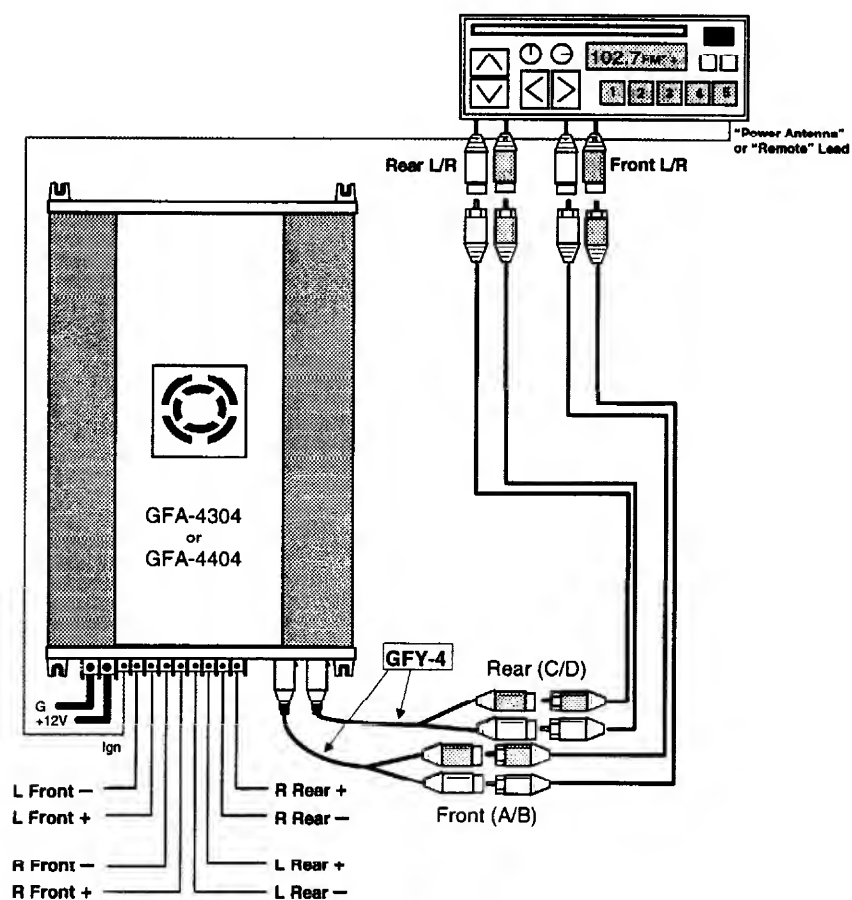 102.7 FMF+
1 2 3 4 5
"Power Antenna"
or "Remote" Lead
Rear L/R
Front L/R
GFA-4304
or
GFA-4404
GFY-4
Rear (C/D)
G
+12V
Ign
L Front –
R Rear +
L Front +
R Rear –
Front (A/B)
R Front –
L Rear +
R Front +
L Rear –